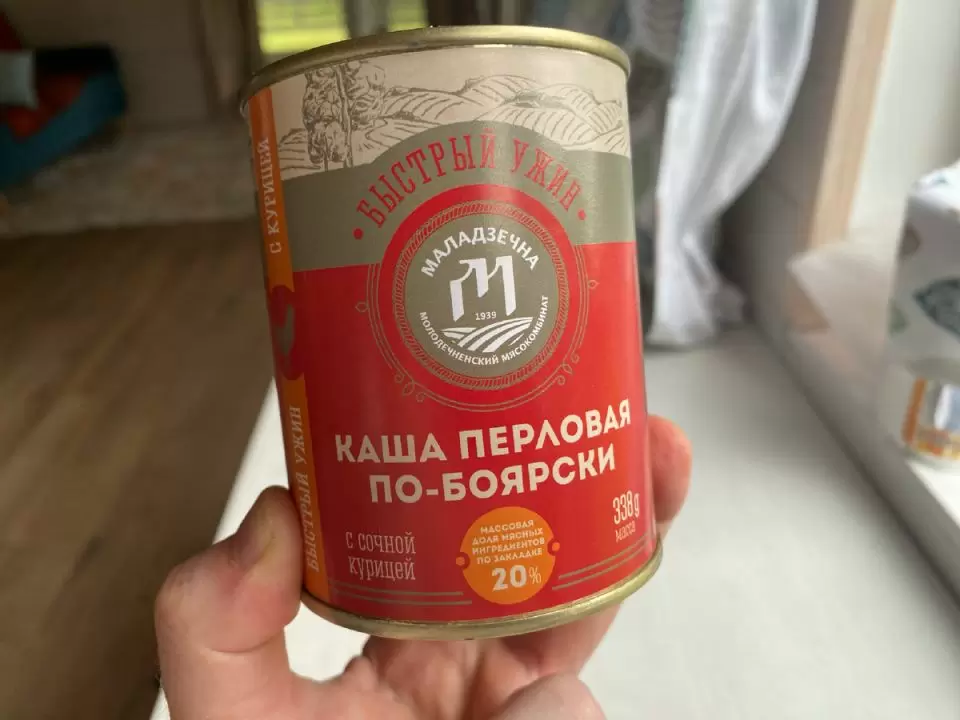 БЫСТРЫЙ УЖИН
МАЛАДЗЕЧНА
М
1939
МОЛОДЕЧНЕНСКИЙ МЯСОКОМБИНАТ
КАША ПЕРЛОВАЯ
ПО-БОЯРСКИ
С СОЧНОЙ
КУРИЦЕЙ
МАССОВАЯ
ДОЛЯ МЯСНЫХ
ИНГРЕДИЕНТОВ
ПО ЗАКЛАДКЕ
20%
338g
МАССА
С КУРИЦЕЙ
БЫСТРЫЙ УЖИН